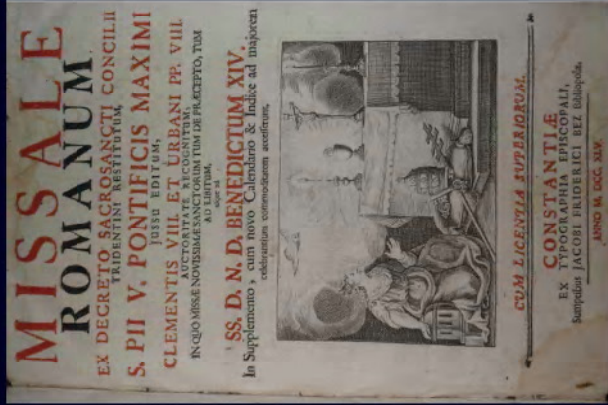 MISSALE
ROMANUM
EX DECRETO SACROSANCTI CONCILII
TRIDENTINI RESTITUTUM,
S. PII V. PONTIFICIS MAXIMI
JUSSU EDITUM,
CLEMENTIS VIII. ET URBANI PP. VIII.
AUCTORITATE RECOGNITUM;
IN QUO MISSÆ NOVISSIMÆ SANCTORUM TUM DE PRÆCEPTO, TUM
AD LIBITUM,
usque ad
SS. D. N. D. BENEDICTUM XIV.
In Supplemento, cum novo Calendario & Indice ad majorem
celebrantium commoditatem accesserunt.
CUM LICENTIA SUPERIORUM.
CONSTANTIÆ
EX TYPOGRAPHIA EPISCOPALI,
Sumptibus JACOBI FRIDERICI BEZ Bibliopolæ,
ANNO M. DCC. XLV.